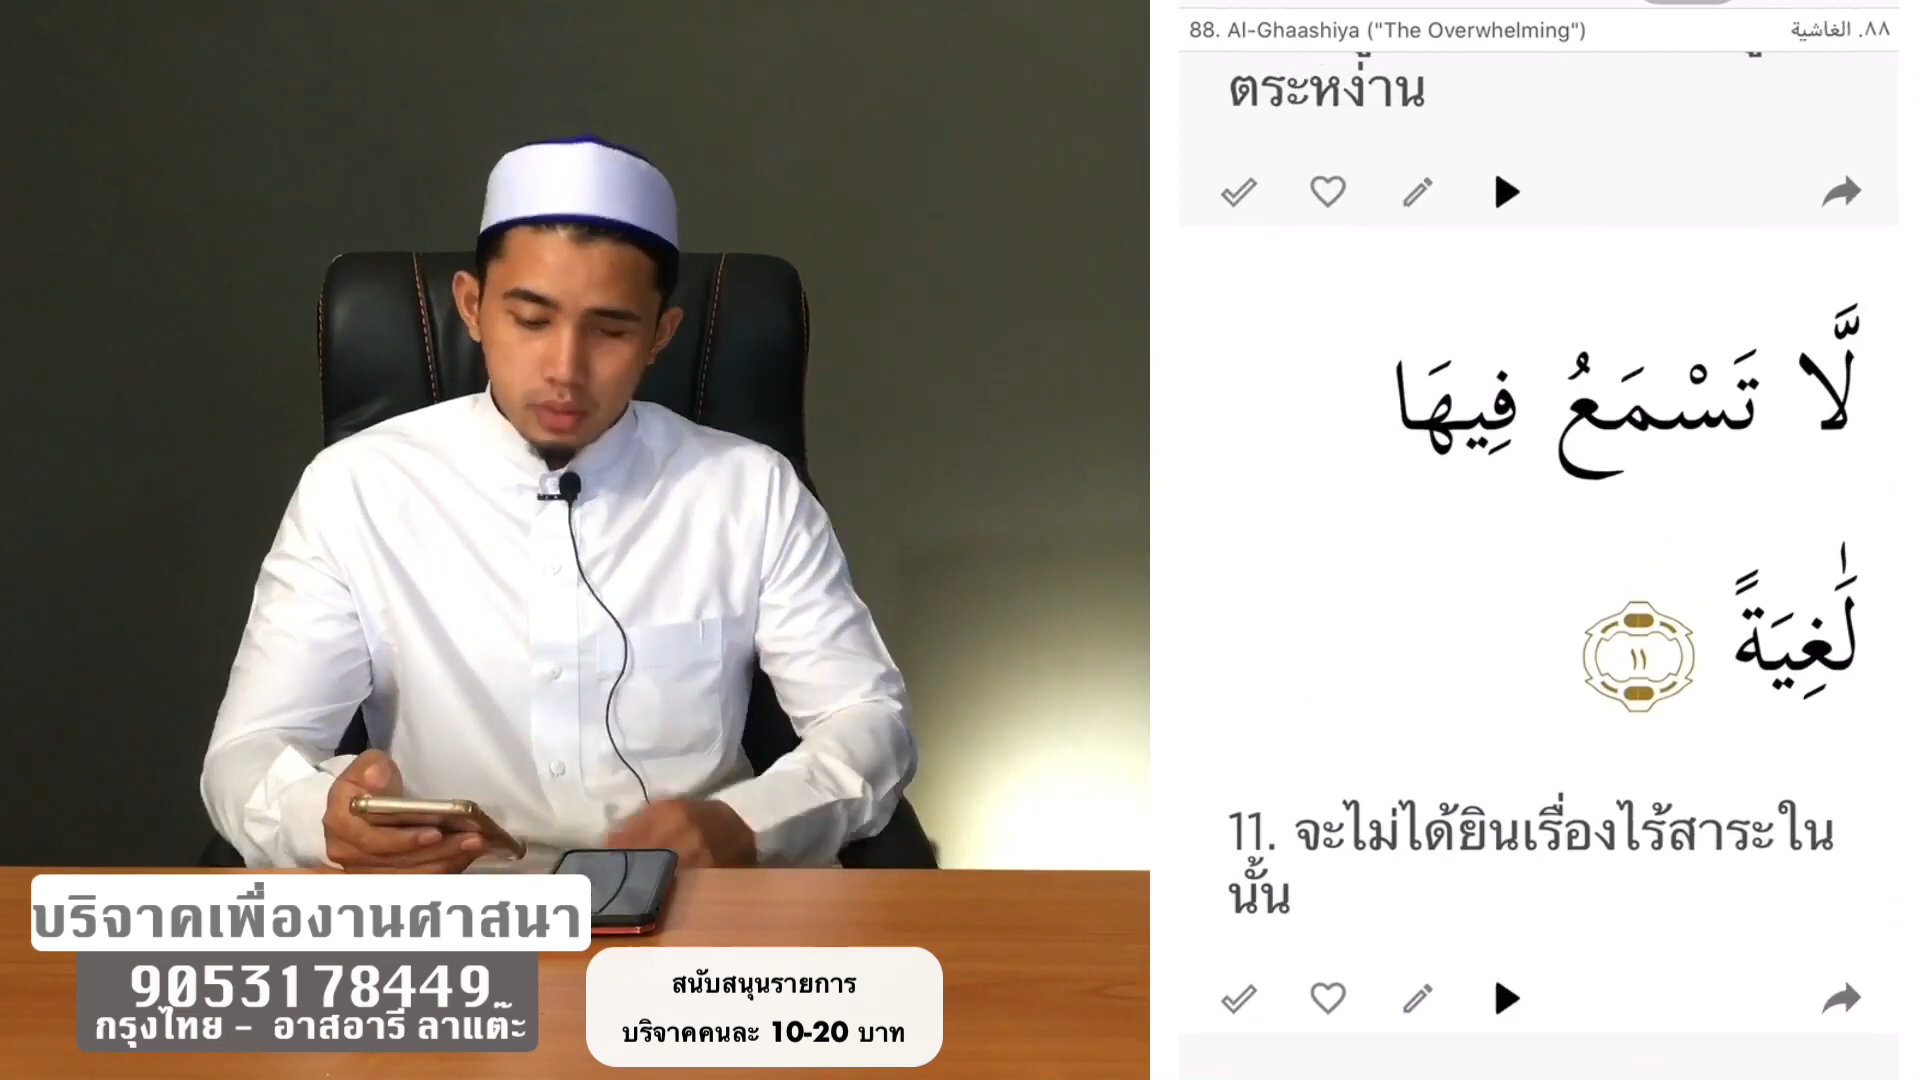 88. Al-Ghaashiya ("The Overwhelming")
٨٨. الغاشية
ตระหง่าน
لَّا تَسْمَعُ فِيهَا
لَٰغِيَةً ١١
11. จะไม่ได้ยินเรื่องไร้สาระใน
นั้น
บริจาคเพื่องานศาสนา
9053178449
กรุงไทย - อาสอารี ลาแต๊ะ
สนับสนุนรายการ
บริจาคคนละ 10-20 บาท